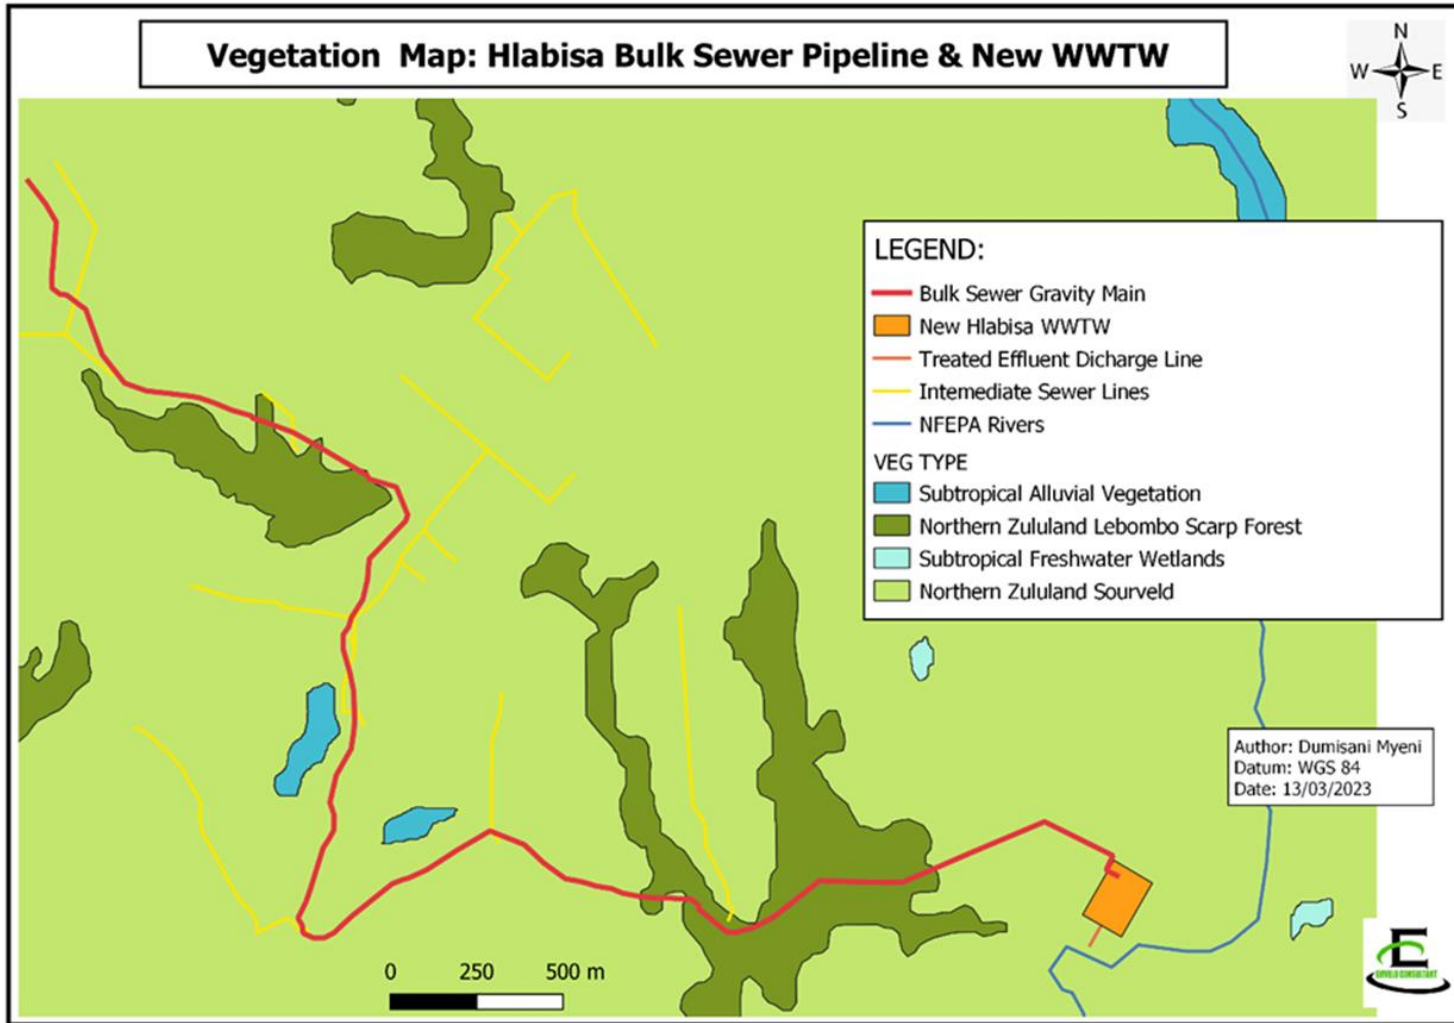 Vegetation Map: Hlabisa Bulk Sewer Pipeline & New WWTW
N
W E
S
LEGEND:
Bulk Sewer Gravity Main
New Hlabisa WWTW
Treated Effluent Dicharge Line
Intemediate Sewer Lines
NFEPA Rivers
VEG TYPE
Subtropical Alluvial Vegetation
Northern Zululand Lebombo Scarp Forest
Subtropical Freshwater Wetlands
Northern Zululand Sourveld
Author: Dumisani Myeni
Datum: WGS 84
Date: 13/03/2023
0 250 500 m
E